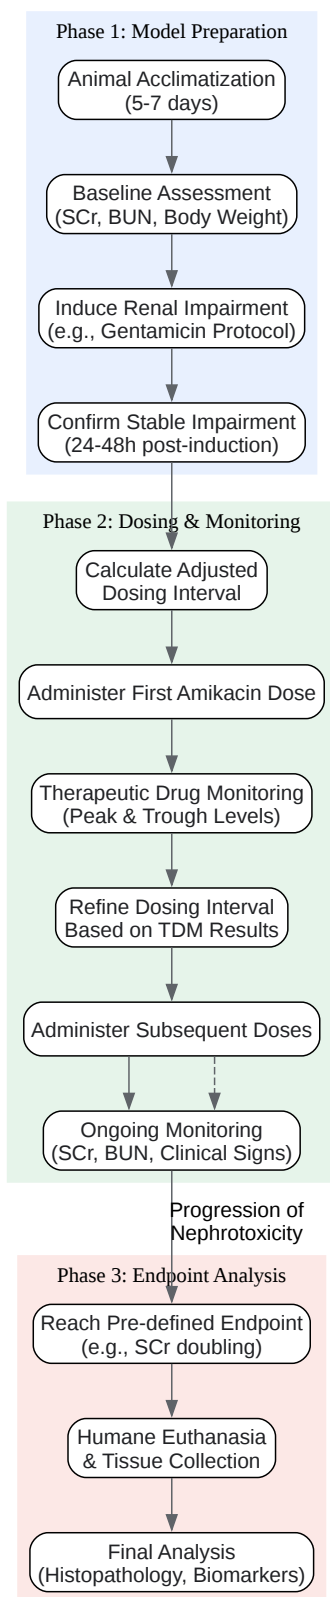 Phase 1: Model Preparation
Animal Acclimatization
(5-7 days)
Baseline Assessment
(SCr, BUN, Body Weight)
Induce Renal Impairment
(e.g., Gentamicin Protocol)
Confirm Stable Impairment
(24-48h post-induction)
Phase 2: Dosing & Monitoring
Calculate Adjusted
Dosing Interval
Administer First Amikacin Dose
Therapeutic Drug Monitoring
(Peak & Trough Levels)
Refine Dosing Interval
Based on TDM Results
Administer Subsequent Doses
Ongoing Monitoring
(SCr, BUN, Clinical Signs)
Progression of
Nephrotoxicity
Phase 3: Endpoint Analysis
Reach Pre-defined Endpoint
(e.g., SCr doubling)
Humane Euthanasia
& Tissue Collection
Final Analysis
(Histopathology, Biomarkers)